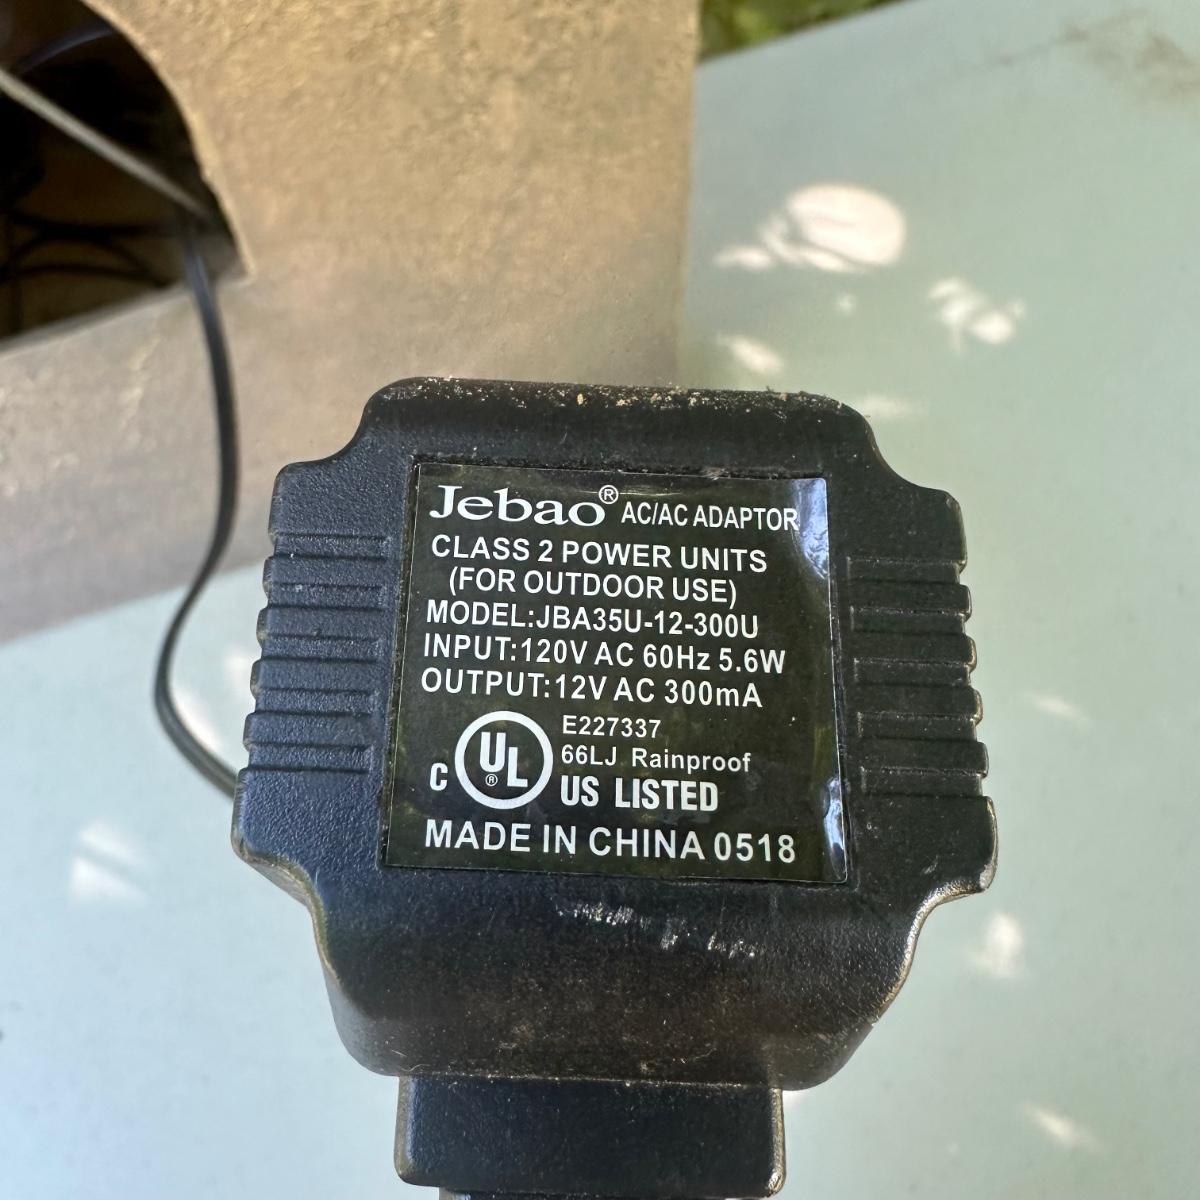 Jebao® AC/AC ADAPTOR
CLASS 2 POWER UNITS
(FOR OUTDOOR USE)
MODEL:JBA35U-12-300U
INPUT:120V AC 60Hz 5.6W
OUTPUT:12V AC 300mA
E227337
66LJ Rainproof
C UL® US LISTED
MADE IN CHINA 0518